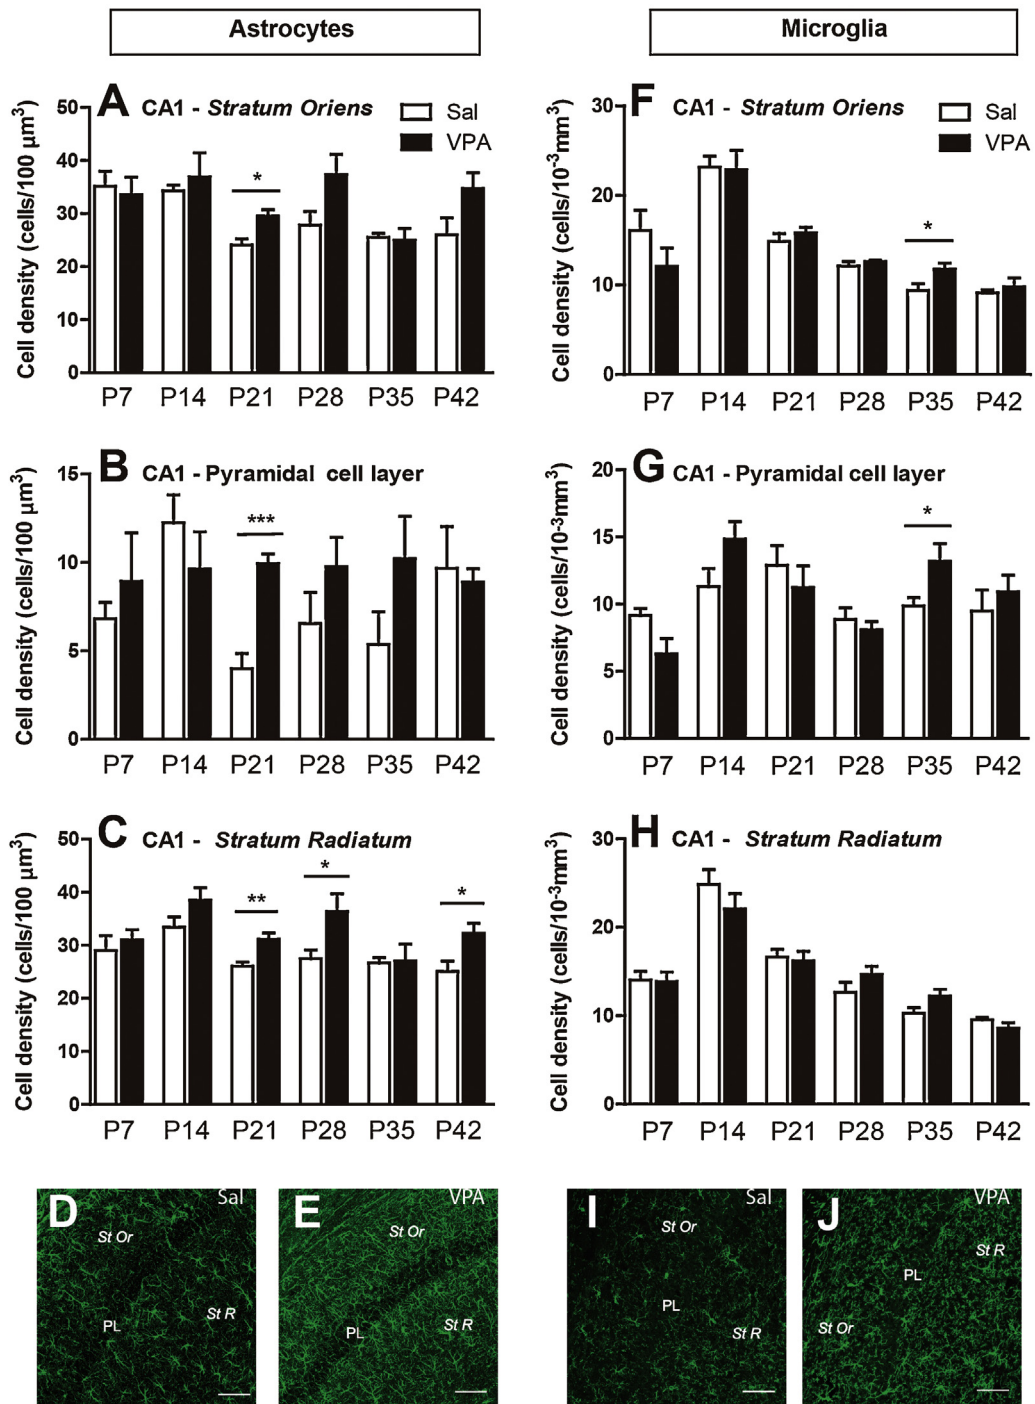 Astrocytes
Microglia
A CA1 - Stratum Oriens
Sal
VPA
Cell density (cells/100 µm³)
50
40
30
20
10
0
*
P7 P14 P21 P28 P35 P42
F CA1 - Stratum Oriens
Sal
VPA
Cell density (cells/10⁻³mm³)
30
20
10
0
*
P7 P14 P21 P28 P35 P42
B CA1 - Pyramidal cell layer
Cell density (cells/100 µm³)
15
10
5
0
***
P7 P14 P21 P28 P35 P42
G CA1 - Pyramidal cell layer
Cell density (cells/10⁻³mm³)
20
15
10
5
0
*
P7 P14 P21 P28 P35 P42
C CA1 - Stratum Radiatum
Cell density (cells/100 µm³)
50
40
30
20
10
0
** * *
P7 P14 P21 P28 P35 P42
H CA1 - Stratum Radiatum
Cell density (cells/10⁻³mm³)
30
20
10
0
P7 P14 P21 P28 P35 P42
D Sal
St Or
PL
St R
E VPA
St Or
PL
St R
I Sal
St Or
PL
St R
J VPA
St R
PL
St Or